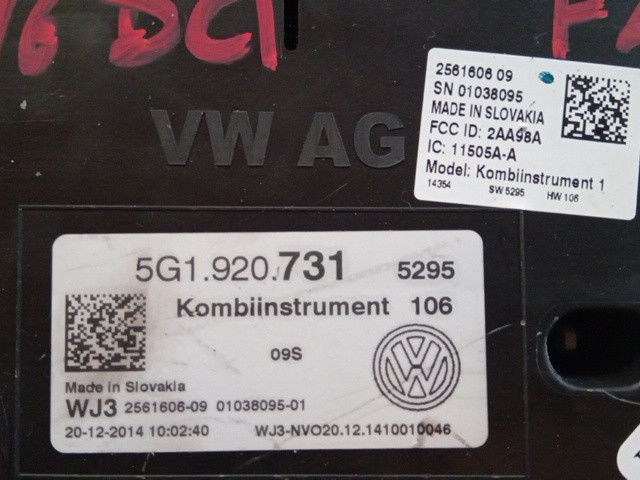 VW AG
2561606 09
SN 01038095
MADE IN SLOVAKIA
FCC ID: 2AA98A
IC: 11505A-A
Model: Kombiinstrument 1
14354 SW 5295 HW 106
5G1.920.731 5295
Kombiinstrument 106
09S
Made in Slovakia
WJ3 2561606-09 01038095-01
20-12-2014 10:02:40 WJ3-NVO20.12.1410010046